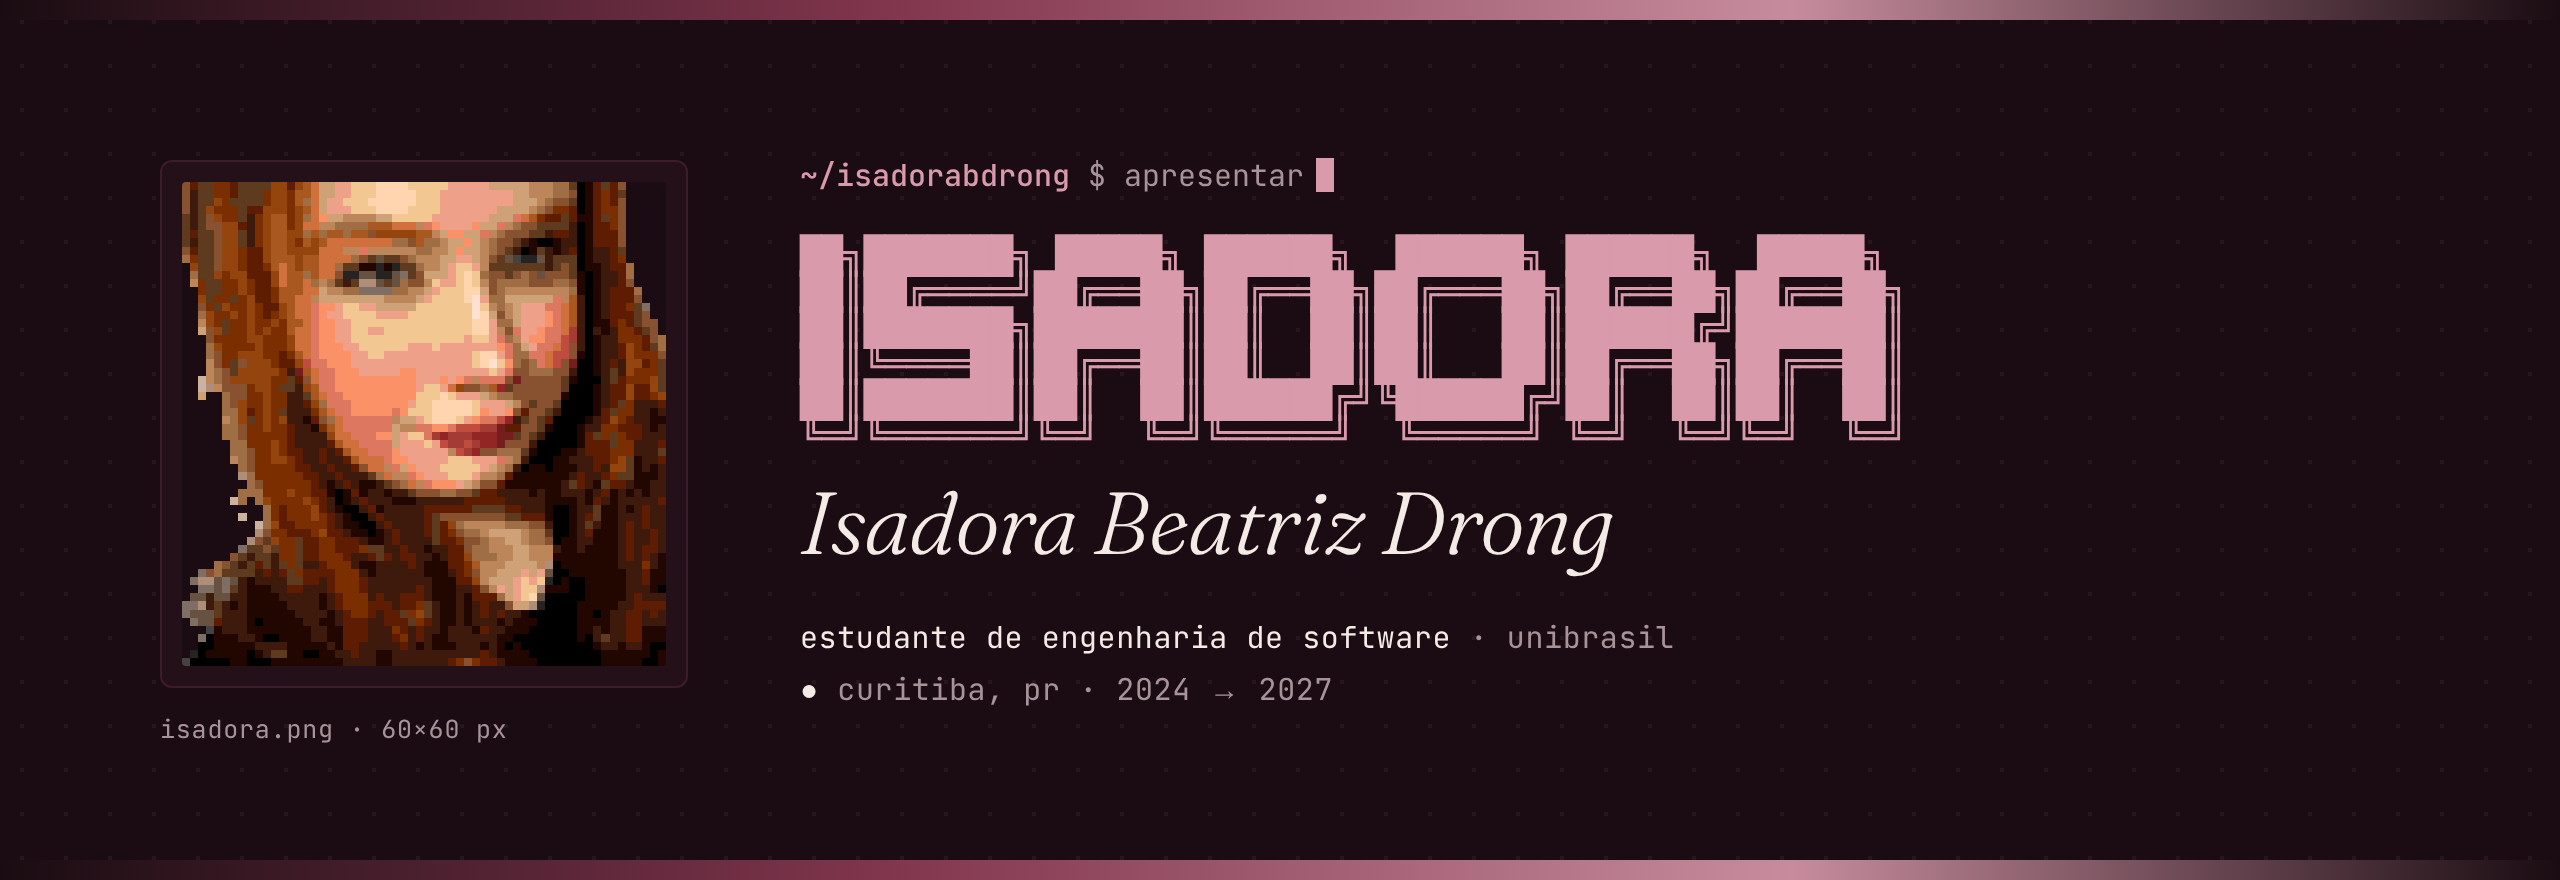 ~/isadorabdrong $ apresentar
ISADORA
Isadora Beatriz Drong
estudante de engenharia de software · unibrasil
● curitiba, pr · 2024 → 2027
isadora.png · 60×60 px